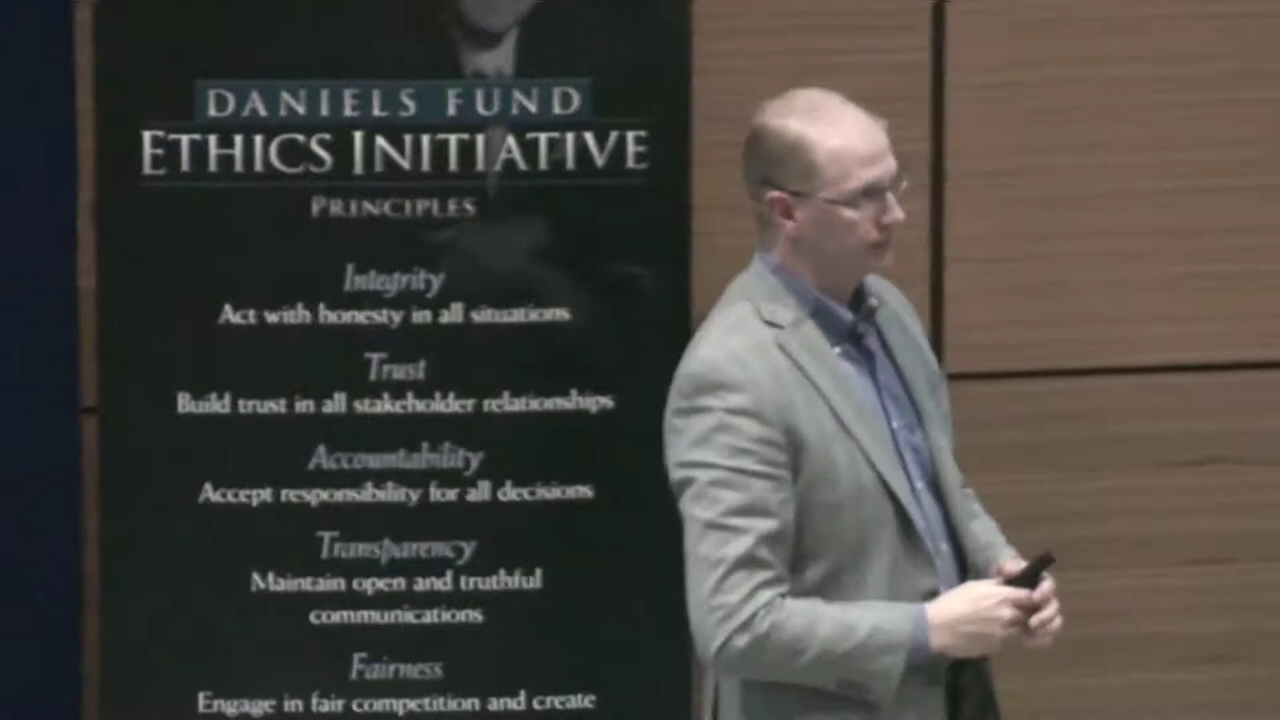 DANIELS FUND
ETHICS INITIATIVE
PRINCIPLES
Integrity
Act with honesty in all situations
Trust
Build trust in all stakeholder relationships
Accountability
Accept responsibility for all decisions
Transparency
Maintain open and truthful
communications
Fairness
Engage in fair competition and create